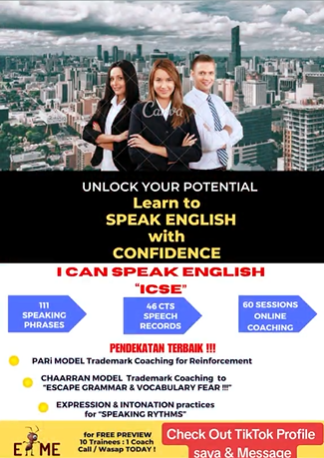 Canva
UNLOCK YOUR POTENTIAL
Learn to
SPEAK ENGLISH
with
CONFIDENCE
I CAN SPEAK ENGLISH
"ICSE"
111
SPEAKING
PHRASES
46 CTS
SPEECH
RECORDS
60 SESSIONS
ONLINE
COACHING
PENDEKATAN TERBAIK !!!
PARi MODEL Trademark Coaching for Reinforcement
CHAARRAN MODEL Trademark Coaching to
"ESCAPE GRAMMAR & VOCABULARY FEAR !!!"
EXPRESSION & INTONATION practices
for "SPEAKING RYTHMS"
for FREE PREVIEW
10 Trainees : 1 Coach
Call / Wasap TODAY !
Check Out TikTok Profile
saya & Message